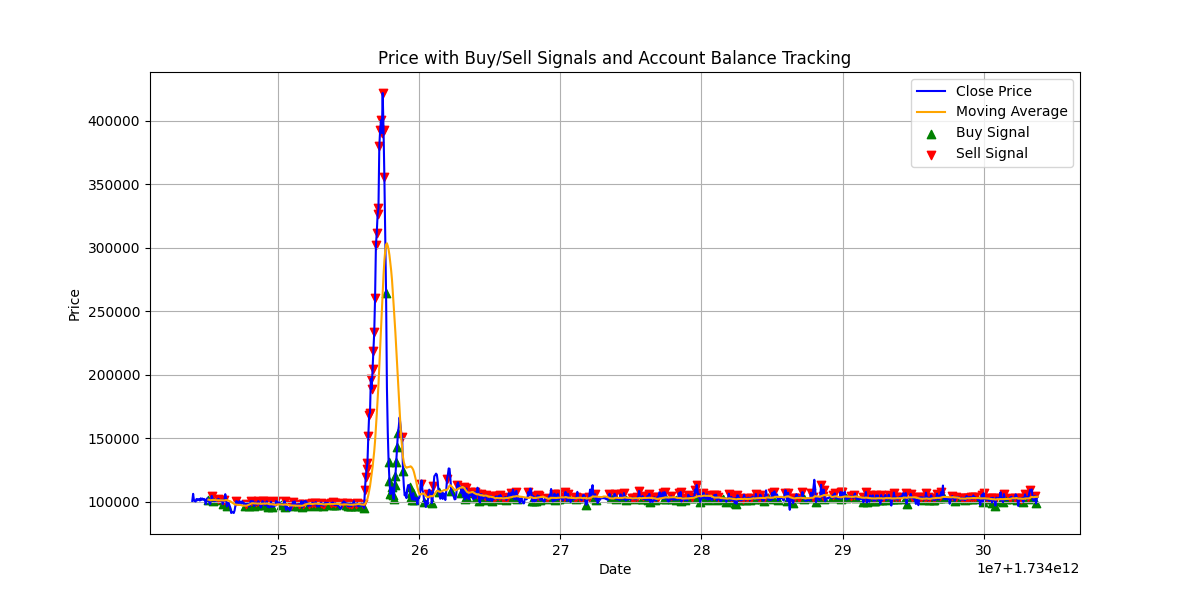 Price with Buy/Sell Signals and Account Balance Tracking
Close Price
Moving Average
Buy Signal
Sell Signal
400000
350000
300000
250000
200000
150000
100000
Price
25 26 27 28 29 30
Date
1e7+1.734e12